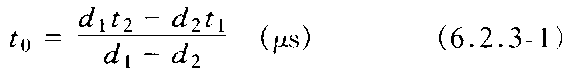 t₀ = (d₁t₂ − d₂t₁) / (d₁ − d₂) (μs) (6.2.3-1)